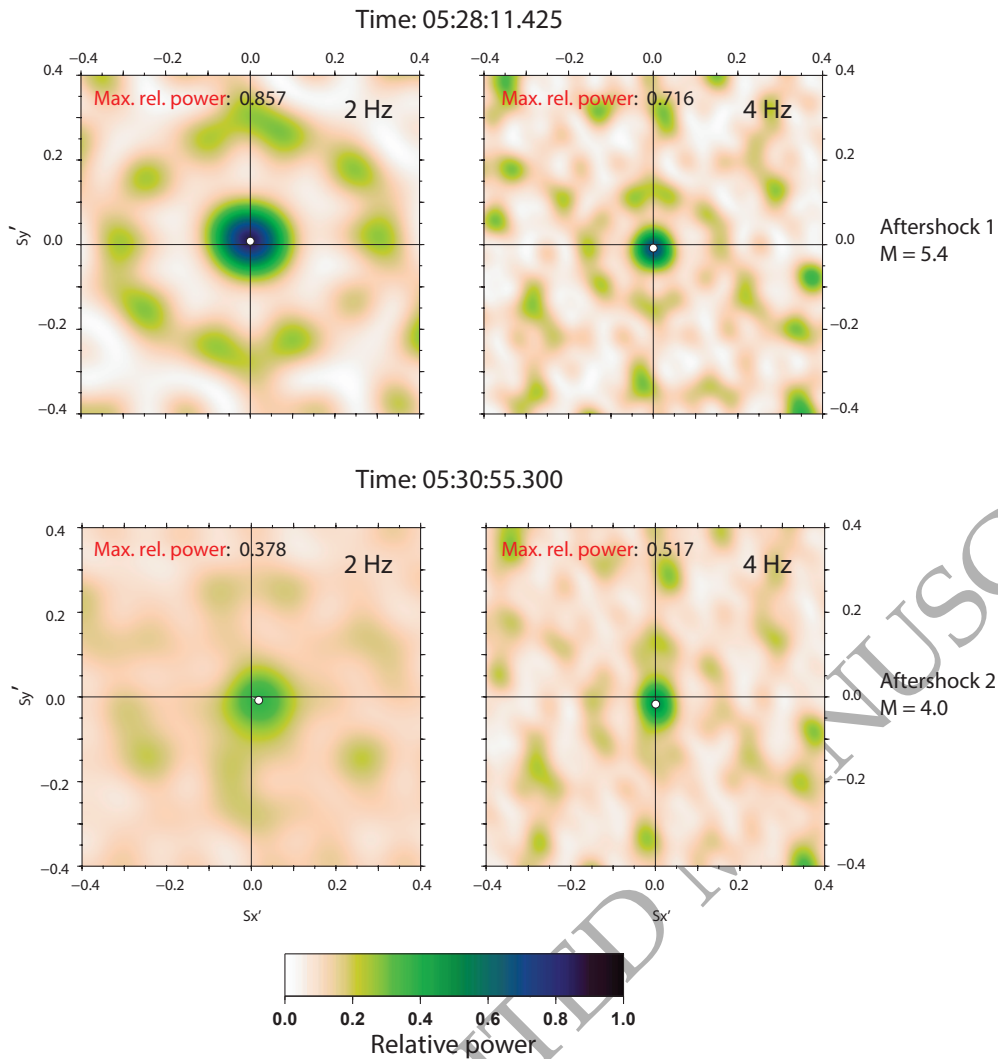 Time: 05:28:11.425
−0.4 −0.2 0.0 0.2 0.4 −0.4 −0.2 0.0 0.2 0.4
0.4 Max. rel. power: 0.857 2 Hz Max. rel. power: 0.716 4 Hz 0.4
0.2 0.2
Sy′ 0.0 0.0 Aftershock 1
M = 5.4
−0.2 −0.2
−0.4 −0.4
Time: 05:30:55.300
0.4 Max. rel. power: 0.378 2 Hz Max. rel. power: 0.517 4 Hz 0.4
0.2 0.2
Sy′ 0.0 0.0 Aftershock 2
M = 4.0
−0.2 −0.2
−0.4 −0.4
−0.4 −0.2 0.0 0.2 0.4 −0.4 −0.2 0.0 0.2 0.4
Sx′ Sx′
0.0 0.2 0.4 0.6 0.8 1.0
Relative power